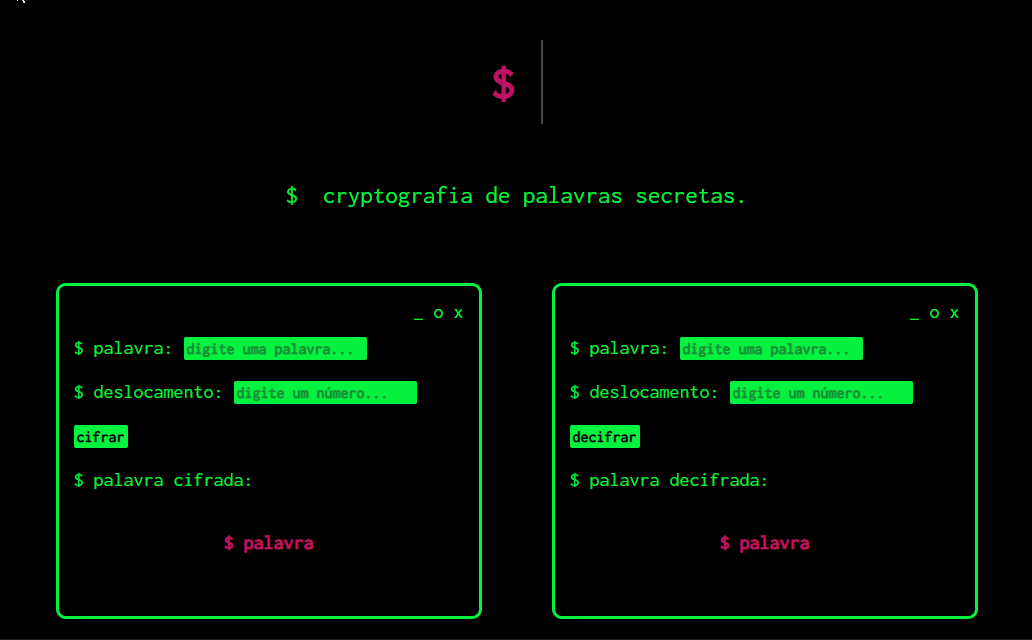 $
$ cryptografia de palavras secretas.
_ o x
$ palavra: digite uma palavra...
$ deslocamento: digite um número...
cifrar
$ palavra cifrada:
$ palavra
_ o x
$ palavra: digite uma palavra...
$ deslocamento: digite um número...
decifrar
$ palavra decifrada:
$ palavra